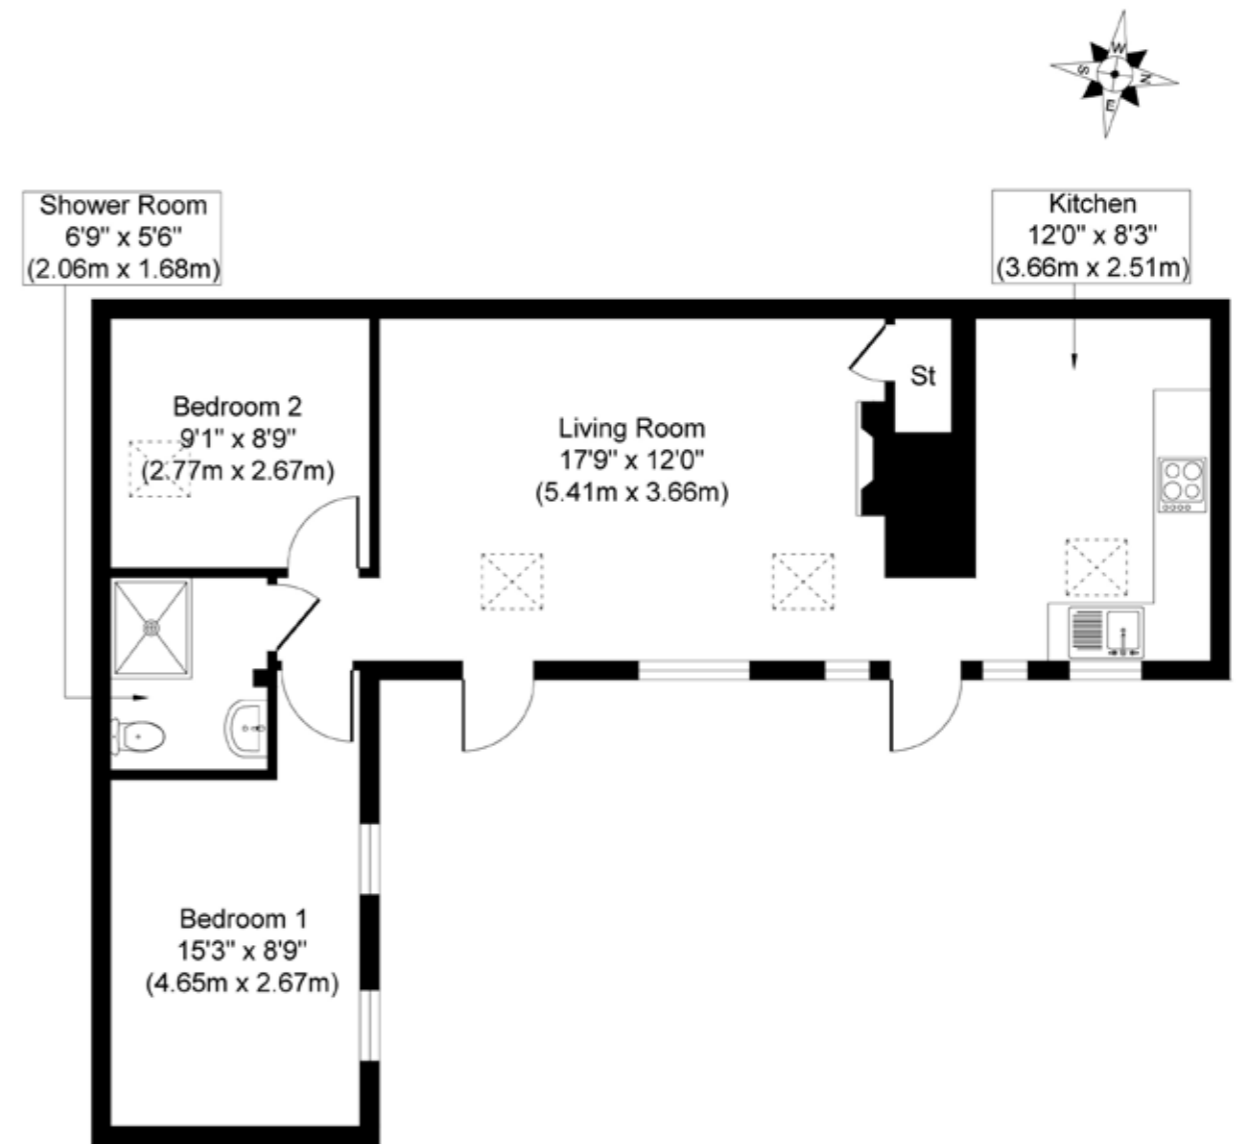 W
S
N
E
Shower Room
6'9" x 5'6"
(2.06m x 1.68m)
Kitchen
12'0" x 8'3"
(3.66m x 2.51m)
St
Bedroom 2
9'1" x 8'9"
(2.77m x 2.67m)
Living Room
17'9" x 12'0"
(5.41m x 3.66m)
Bedroom 1
15'3" x 8'9"
(4.65m x 2.67m)